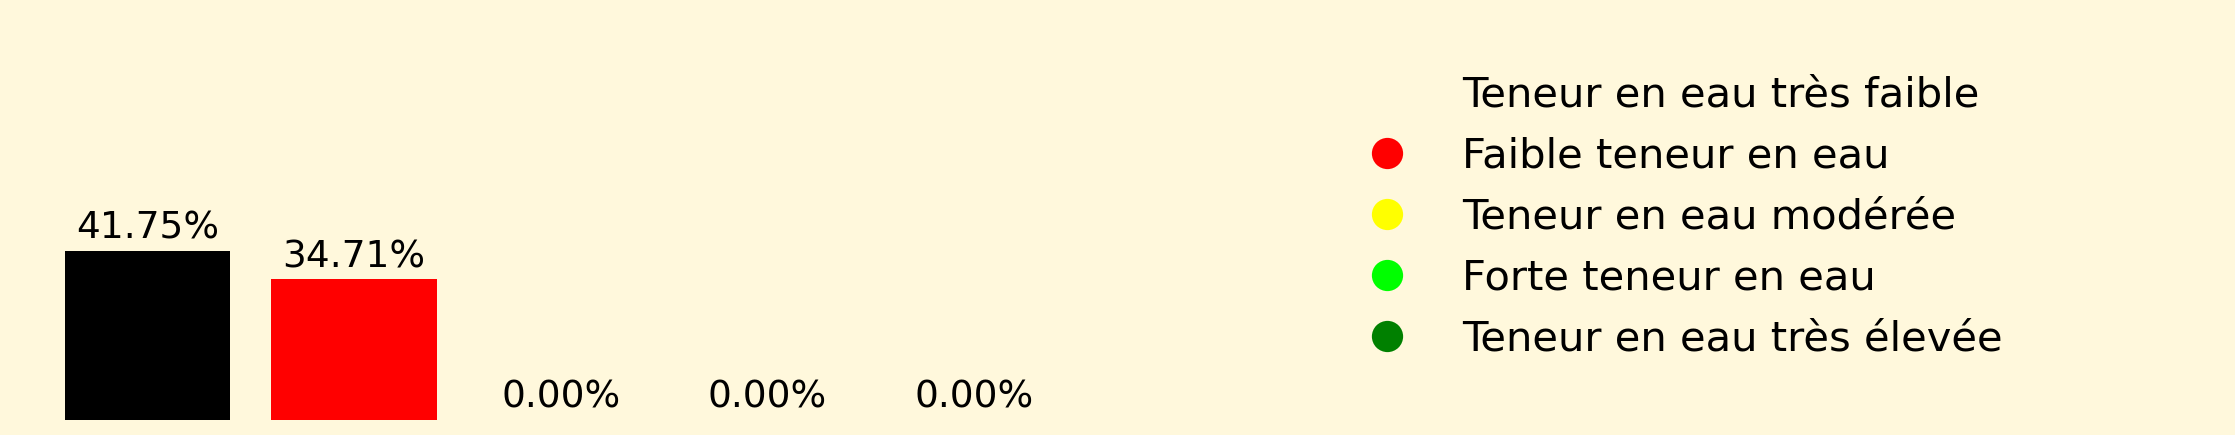 41.75%
34.71%
0.00%
0.00%
0.00%
Teneur en eau très faible
Faible teneur en eau
Teneur en eau modérée
Forte teneur en eau
Teneur en eau très élevée